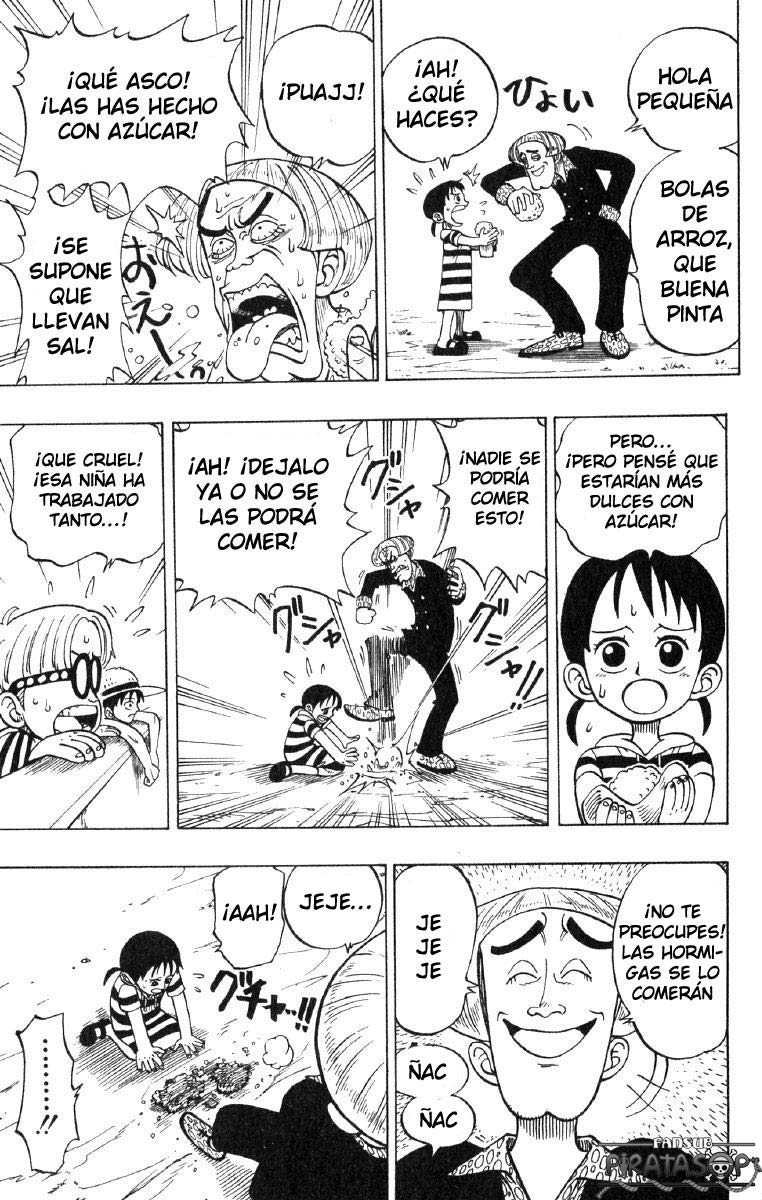 HOLA
PEQUEÑA
BOLAS
DE
ARROZ,
QUE
BUENA
PINTA
¡AH!
¿QUÉ
HACES?
ひょい
¡PUAJJ!
¡QUÉ ASCO!
¡LAS HAS HECHO
CON AZÚCAR!
¡SE
SUPONE
QUE
LLEVAN
SAL!
おえー
PERO...
¡PERO PENSÉ QUE
ESTARÍAN MÁS
DULCES CON
AZÚCAR!
¡NADIE SE
PODRÍA
COMER
ESTO!
¡AH! ¡DEJALO
YA O NO SE
LAS PODRÁ
COMER!
グシャ
グシャ!!
グシャ
¡QUE CRUEL!
¡ESA NIÑA HA
TRABAJADO
TANTO...!
¡NO TE
PREOCUPES!
LAS HORMI-
GAS SE LO
COMERÁN
JE
JE
JE
ÑAC
ÑAC
JEJE...
¡AAH!
グチャ..!!
........!!
FANSUB
PIRATASOP